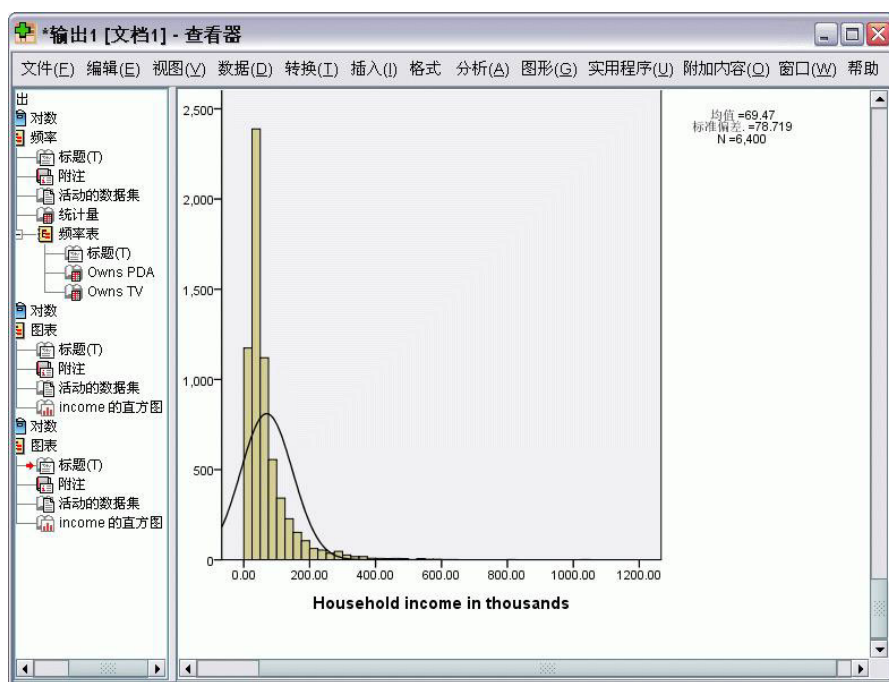 *输出1 [文档1] - 查看器
文件(F) 编辑(E) 视图(V) 数据(D) 转换(T) 插入(I) 格式 分析(A) 图形(G) 实用程序(U) 附加内容(O) 窗口(W) 帮助
出
对数
频率
标题(T)
附注
活动的数据集
统计量
频率表
标题(T)
Owns PDA
Owns TV
对数
图表
标题(T)
附注
活动的数据集
income 的直方图
对数
图表
标题(T)
附注
活动的数据集
income 的直方图
2,500
2,000
1,500
1,000
500
0
0.00 200.00 400.00 600.00 800.00 1000.00 1200.00
Household income in thousands
均值 =69.47
标准偏差. =78.719
N =6,400